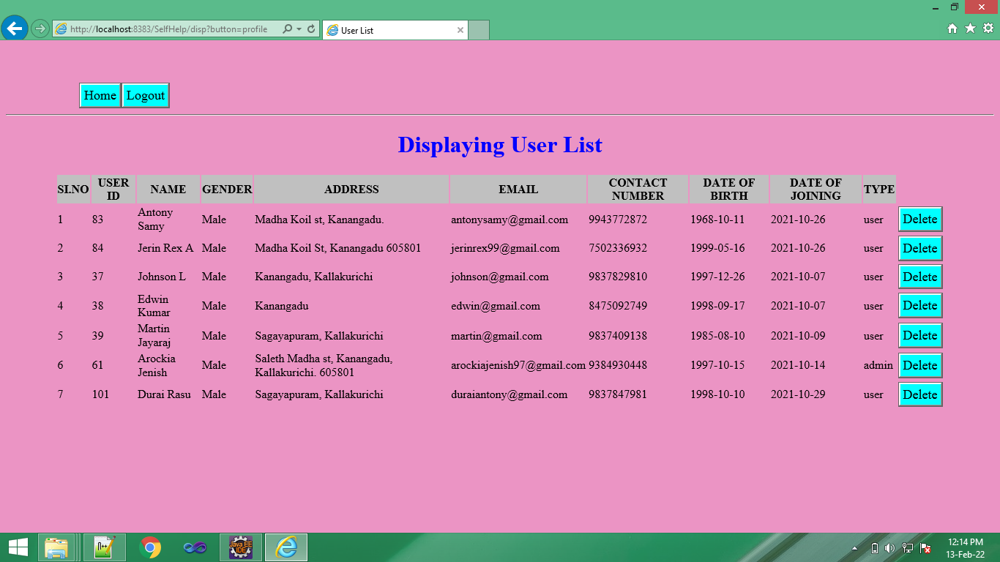 http://localhost:8383/SelfHelp/disp?button=profile
User List
Home Logout
Displaying User List
SI.NO USER ID NAME GENDER ADDRESS EMAIL CONTACT NUMBER DATE OF BIRTH DATE OF JOINING TYPE
1 83 Antony Samy Male Madha Koil st, Kanangadu. antonysamy@gmail.com 9943772872 1968-10-11 2021-10-26 user Delete
2 84 Jerin Rex A Male Madha Koil St, Kanangadu 605801 jerinrex99@gmail.com 7502336932 1999-05-16 2021-10-26 user Delete
3 37 Johnson L Male Kanangadu, Kallakurichi johnson@gmail.com 9837829810 1997-12-26 2021-10-07 user Delete
4 38 Edwin Kumar Male Kanangadu edwin@gmail.com 8475092749 1998-09-17 2021-10-07 user Delete
5 39 Martin Jayaraj Male Sagayapuram, Kallakurichi martin@gmail.com 9837409138 1985-08-10 2021-10-09 user Delete
6 61 Arockia Jenish Male Saleth Madha st, Kanangadu, Kallakurichi. 605801 arockiajenish97@gmail.com 9384930448 1997-10-15 2021-10-14 admin Delete
7 101 Durai Rasu Male Sagayapuram, Kallakurichi duraiantony@gmail.com 9837847981 1998-10-10 2021-10-29 user Delete
Java EE
IDE
12:14 PM
13-Feb-22